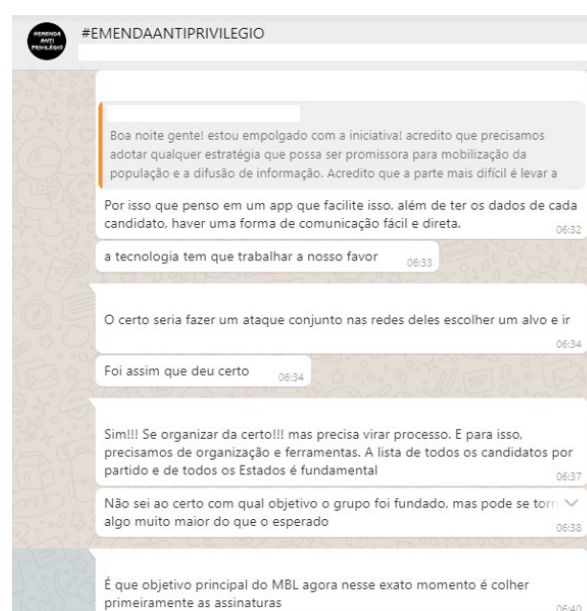 #EMENDA
ANTI
PRIVILÉGIO
#EMENDAANTIPRIVILEGIO
Boa noite gente! estou empolgado com a iniciativa! acredito que precisamos
adotar qualquer estratégia que possa ser promissora para mobilização da
população e a difusão de informação. Acredito que a parte mais difícil é levar a
Por isso que penso em um app que facilite isso. além de ter os dados de cada
candidato, haver uma forma de comunicação fácil e direta.
06:32
a tecnologia tem que trabalhar a nosso favor 06:33
O certo seria fazer um ataque conjunto nas redes deles escolher um alvo e ir
06:34
Foi assim que deu certo 06:34
Sim!!! Se organizar da certo!!! mas precisa virar processo. E para isso,
precisamos de organização e ferramentas. A lista de todos os candidatos por
partido e de todos os Estados é fundamental
06:37
Não sei ao certo com qual objetivo o grupo foi fundado, mas pode se torn
algo muito maior do que o esperado
06:38
É que objetivo principal do MBL agora nesse exato momento é colher
primeiramente as assinaturas
06:40